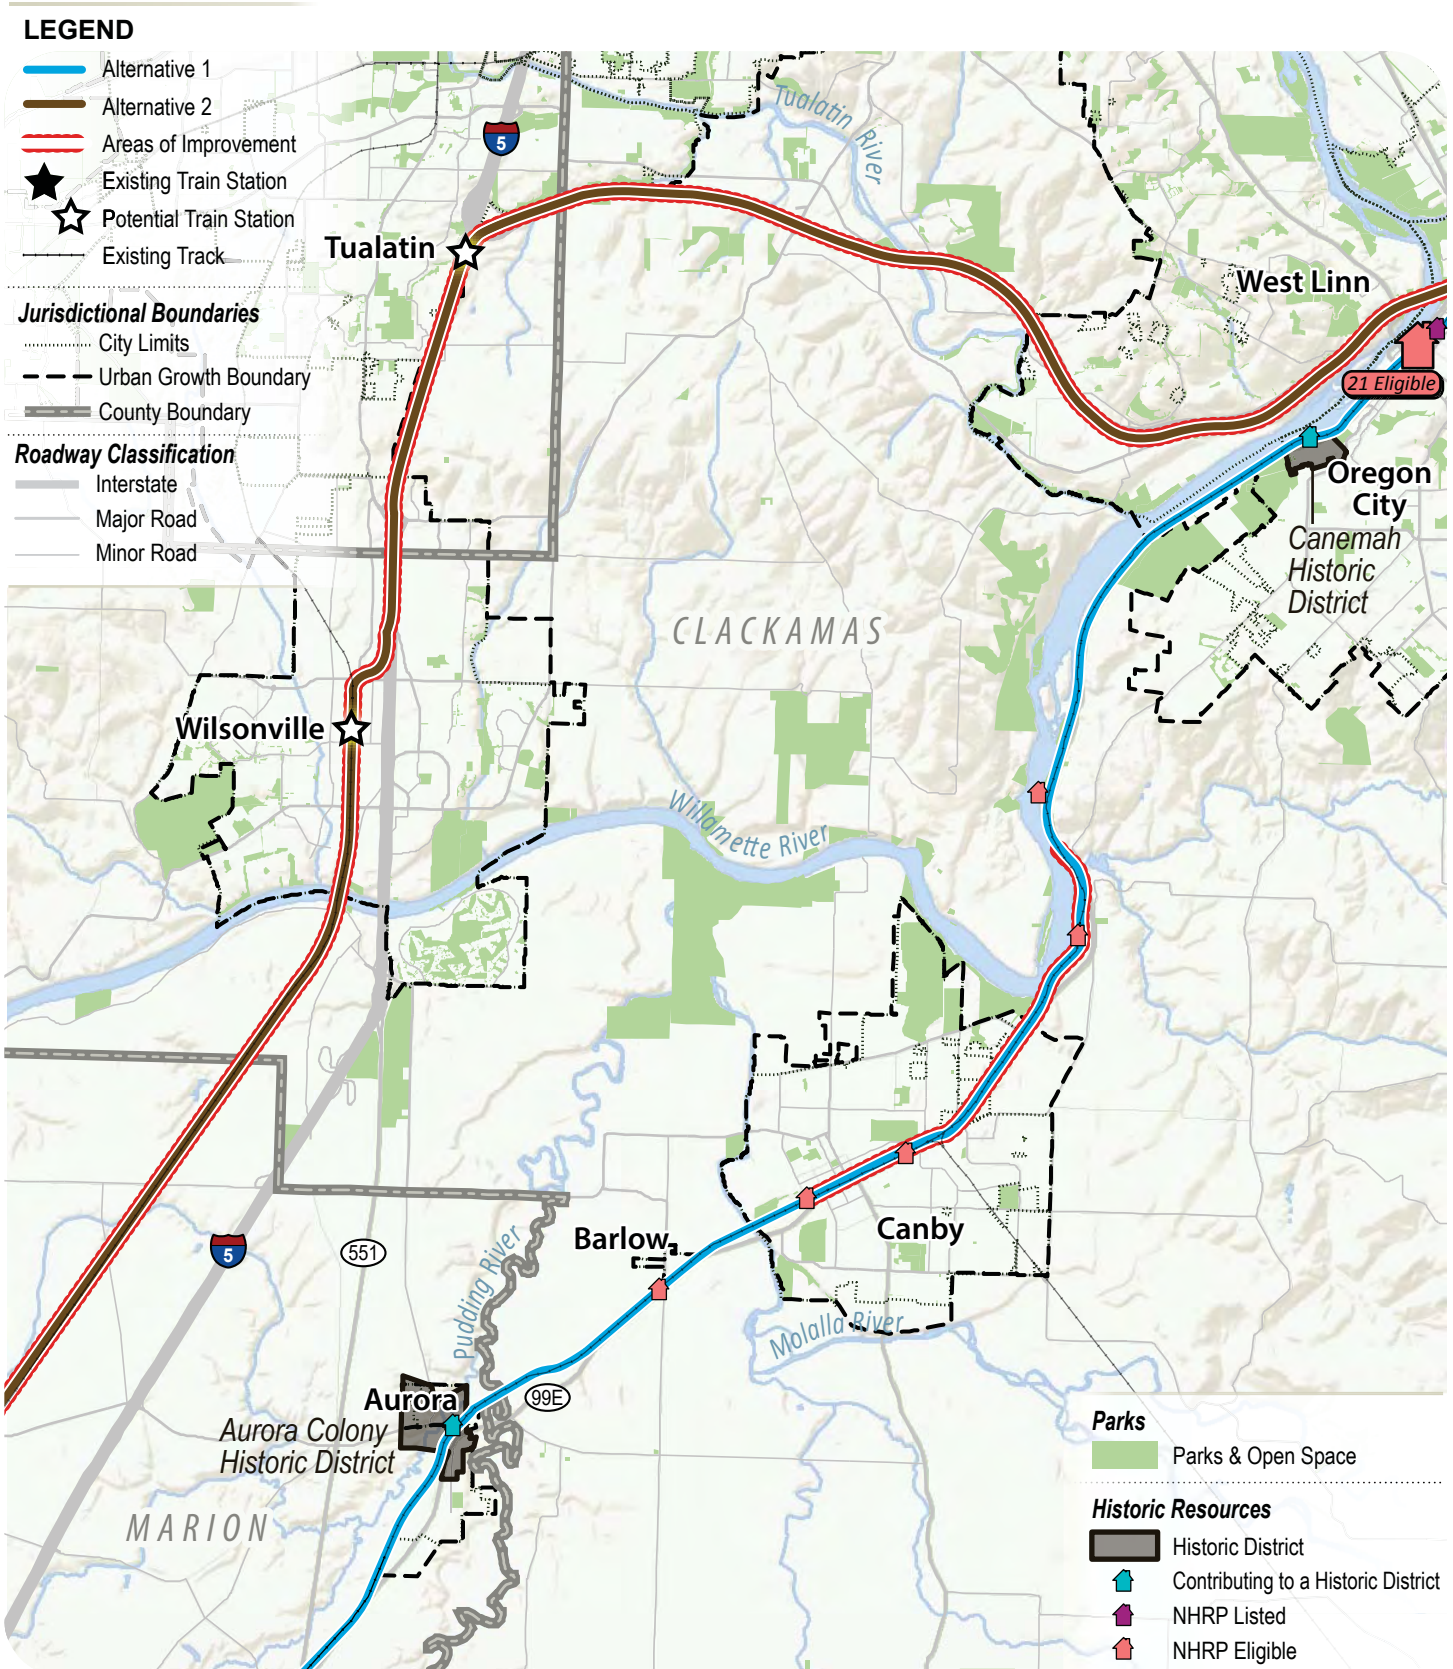 LEGEND
Alternative 1
Alternative 2
Areas of Improvement
Existing Train Station
Potential Train Station
Existing Track
Jurisdictional Boundaries
City Limits
Urban Growth Boundary
County Boundary
Roadway Classification
Interstate
Major Road
Minor Road
5
Tualatin River
Tualatin
West Linn
21 Eligible
Oregon
City
Canemah
Historic
District
CLACKAMAS
Wilsonville
Willamette River
Canby
Barlow
5
551
Pudding River
Molalla River
99E
Aurora
Aurora Colony
Historic District
MARION
Parks
Parks & Open Space
Historic Resources
Historic District
Contributing to a Historic District
NHRP Listed
NHRP Eligible